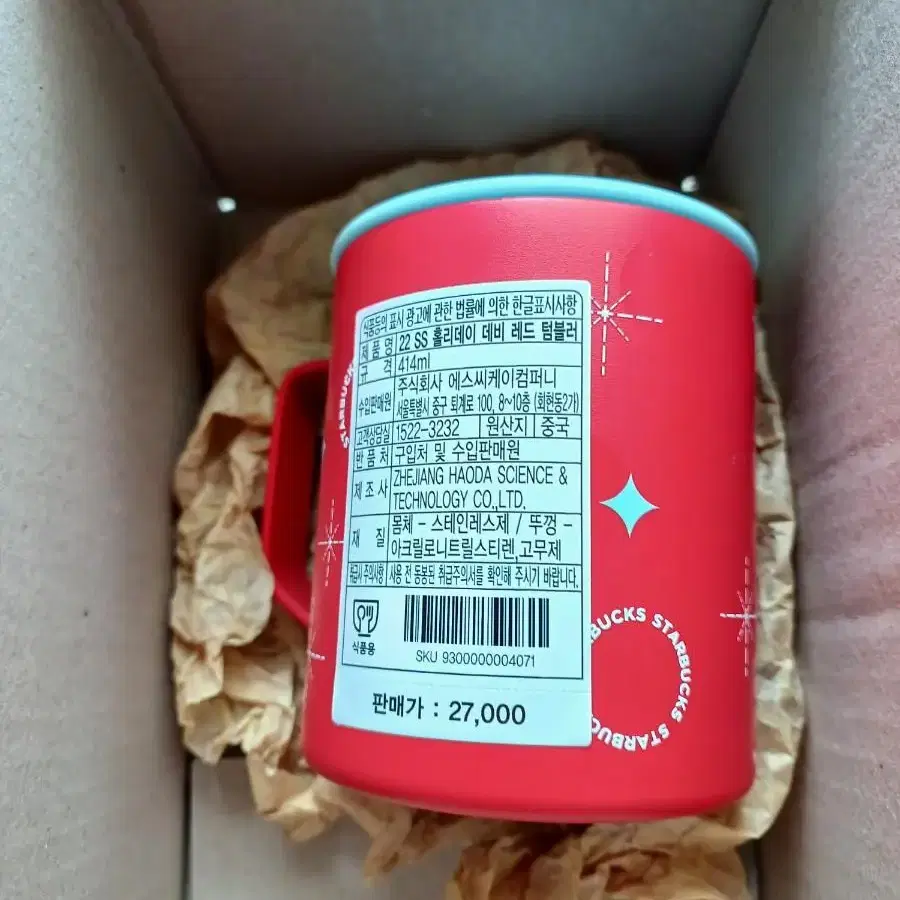 식품등의 표시 광고에 관한 법률에 의한 한글표시사항
제 품 명 22 SS 홀리데이 데비 레드 텀블러
규 격 414ml
수입판매원 주식회사 에스씨케이컴퍼니
서울특별시 중구 퇴계로 100, 8~10층 (회현동2가)
고객상담실 1522-3232 원산지 중국
반 품 처 구입처 및 수입판매원
제 조 사 ZHEJIANG HAODA SCIENCE &
TECHNOLOGY CO.,LTD.
재 질 몸체 - 스테인레스제 / 뚜껑 -
아크릴로니트릴스티렌,고무제
취급시 주의사항 사용 전 동봉된 취급주의서를 확인해 주시기 바랍니다.
식품용
SKU 9300000004071
판매가 : 27,000
STARBUCKS
STARBUCKS STARBUCKS